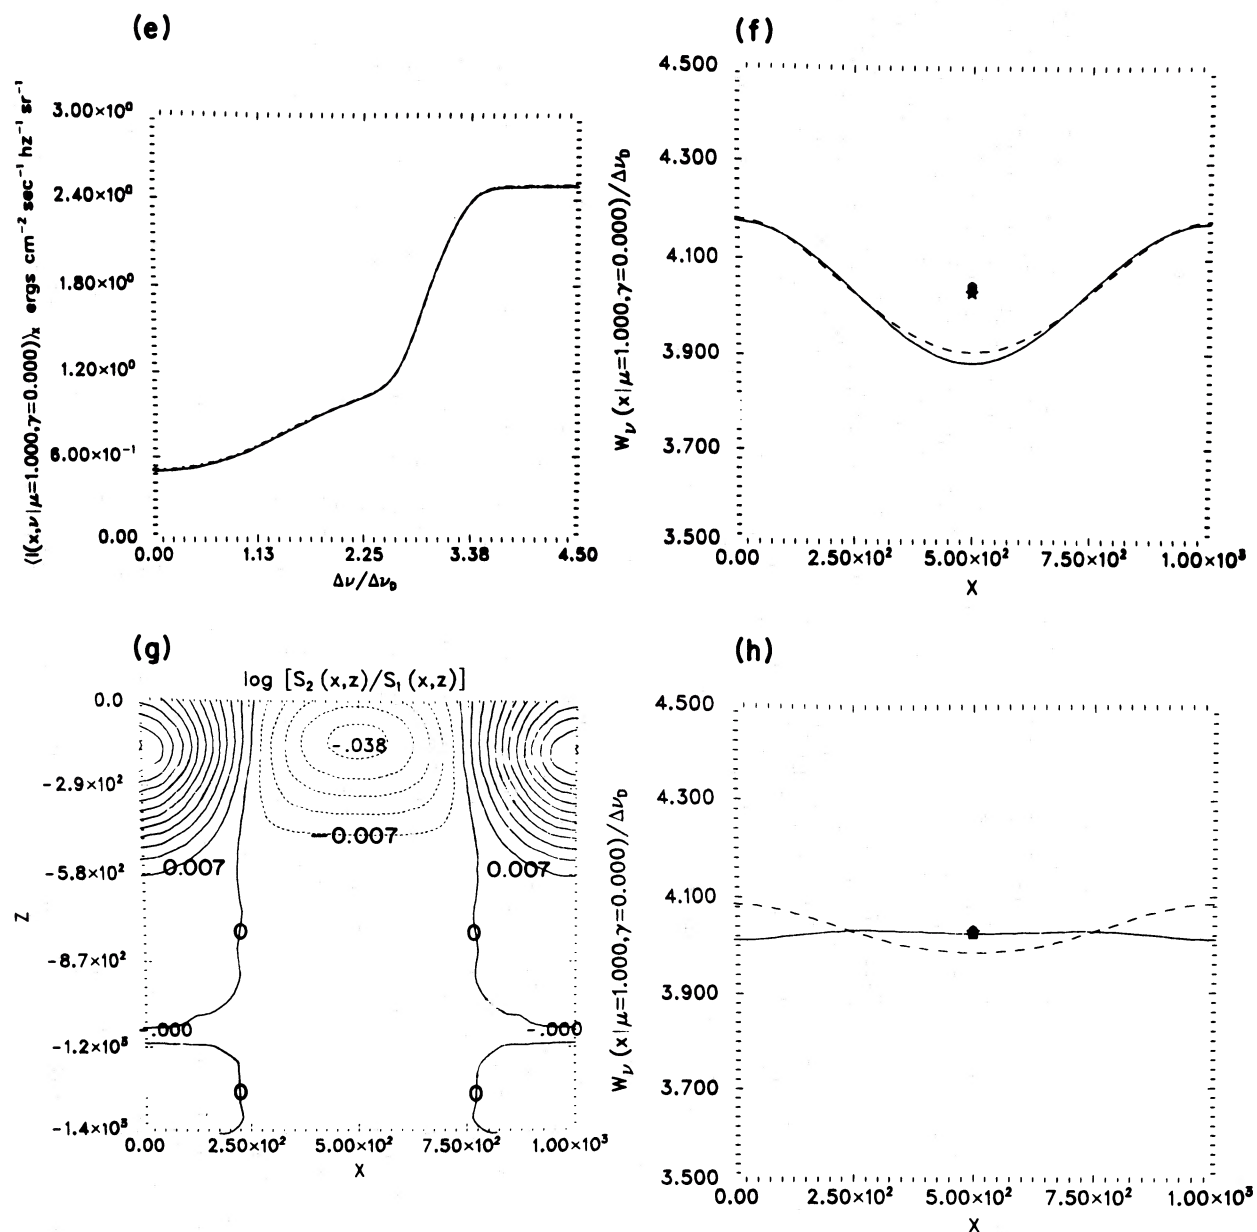 (e)
⟨I(x,ν|μ=1.000,γ=0.000)⟩ₓ ergs cm⁻² sec⁻¹ hz⁻¹ sr⁻¹
3.00×10⁰
2.40×10⁰
1.80×10⁰
1.20×10⁰
6.00×10⁻¹
0.00
0.00 1.13 2.25 3.38 4.50
Δν/Δν_D
(f)
W_ν (x|μ=1.000,γ=0.000)/Δν_D
4.500
4.300
4.100
3.900
3.700
3.500
0.00 2.50×10² 5.00×10² 7.50×10² 1.00×10³
X
(g)
log [S₂(x,z)/S₁(x,z)]
Z
0.0
-2.9×10²
-5.8×10²
-8.7×10²
-1.2×10³
-1.4×10³
-.038
-0.007
0.007 0.007
0 0
-.000 -.000
0 0
0.00 2.50×10² 5.00×10² 7.50×10² 1.00×10³
X
(h)
W_ν (x|μ=1.000,γ=0.000)/Δν_D
4.500
4.300
4.100
3.900
3.700
3.500
0.00 2.50×10² 5.00×10² 7.50×10² 1.00×10³
X